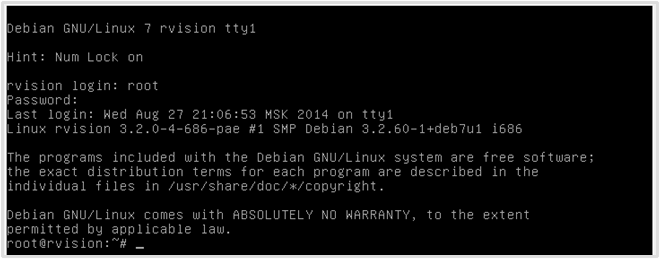 Debian GNU/Linux 7 rvision tty1
Hint: Num Lock on
rvision login: root
Password:
Last login: Wed Aug 27 21:06:53 MSK 2014 on tty1
Linux rvision 3.2.0-4-686-pae #1 SMP Debian 3.2.60-1+deb7u1 i686
The programs included with the Debian GNU/Linux system are free software;
the exact distribution terms for each program are described in the
individual files in /usr/share/doc/*/copyright.
Debian GNU/Linux comes with ABSOLUTELY NO WARRANTY, to the extent
permitted by applicable law.
root@rvision:~# _